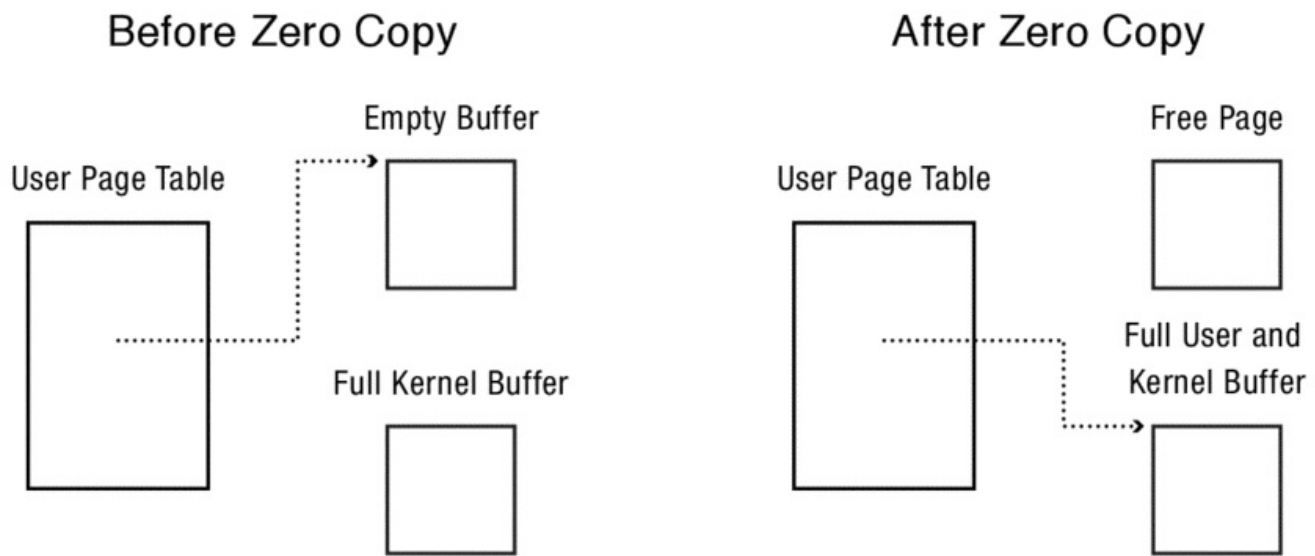 Before Zero Copy
Empty Buffer
User Page Table
Full Kernel Buffer
After Zero Copy
Free Page
User Page Table
Full User and
Kernel Buffer